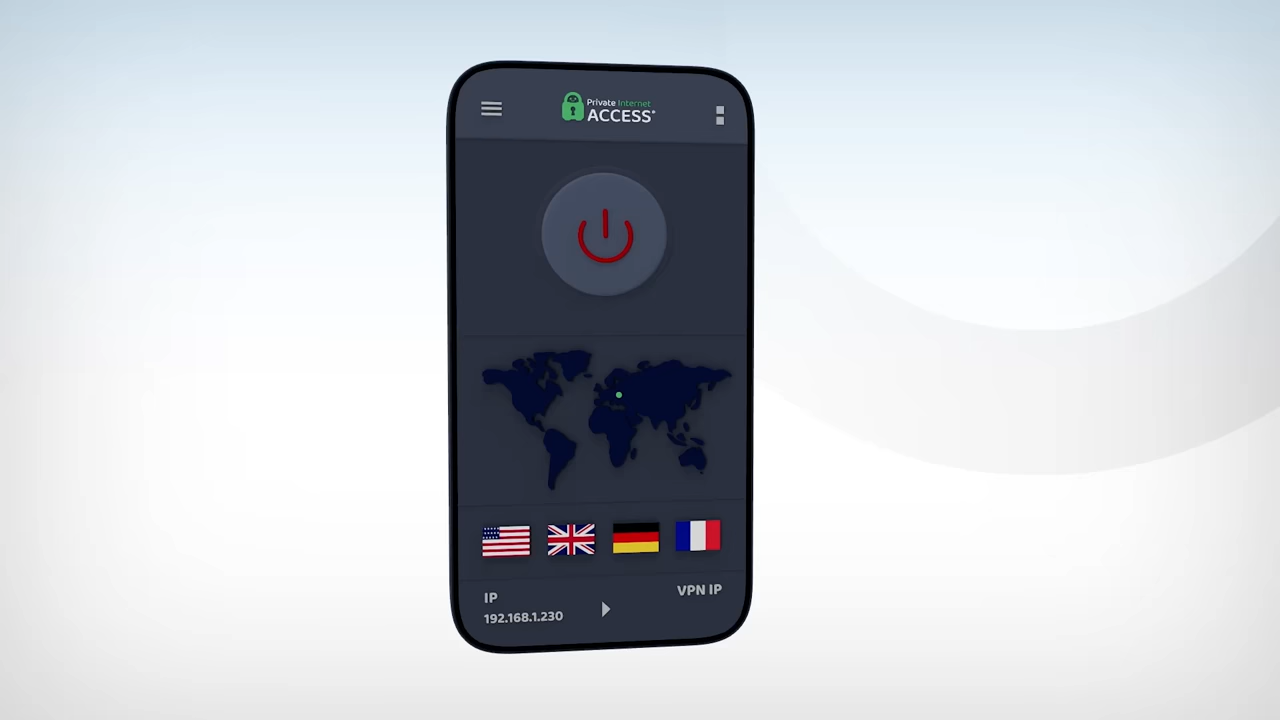 Private Internet
ACCESS®
IP
192.168.1.230
VPN IP